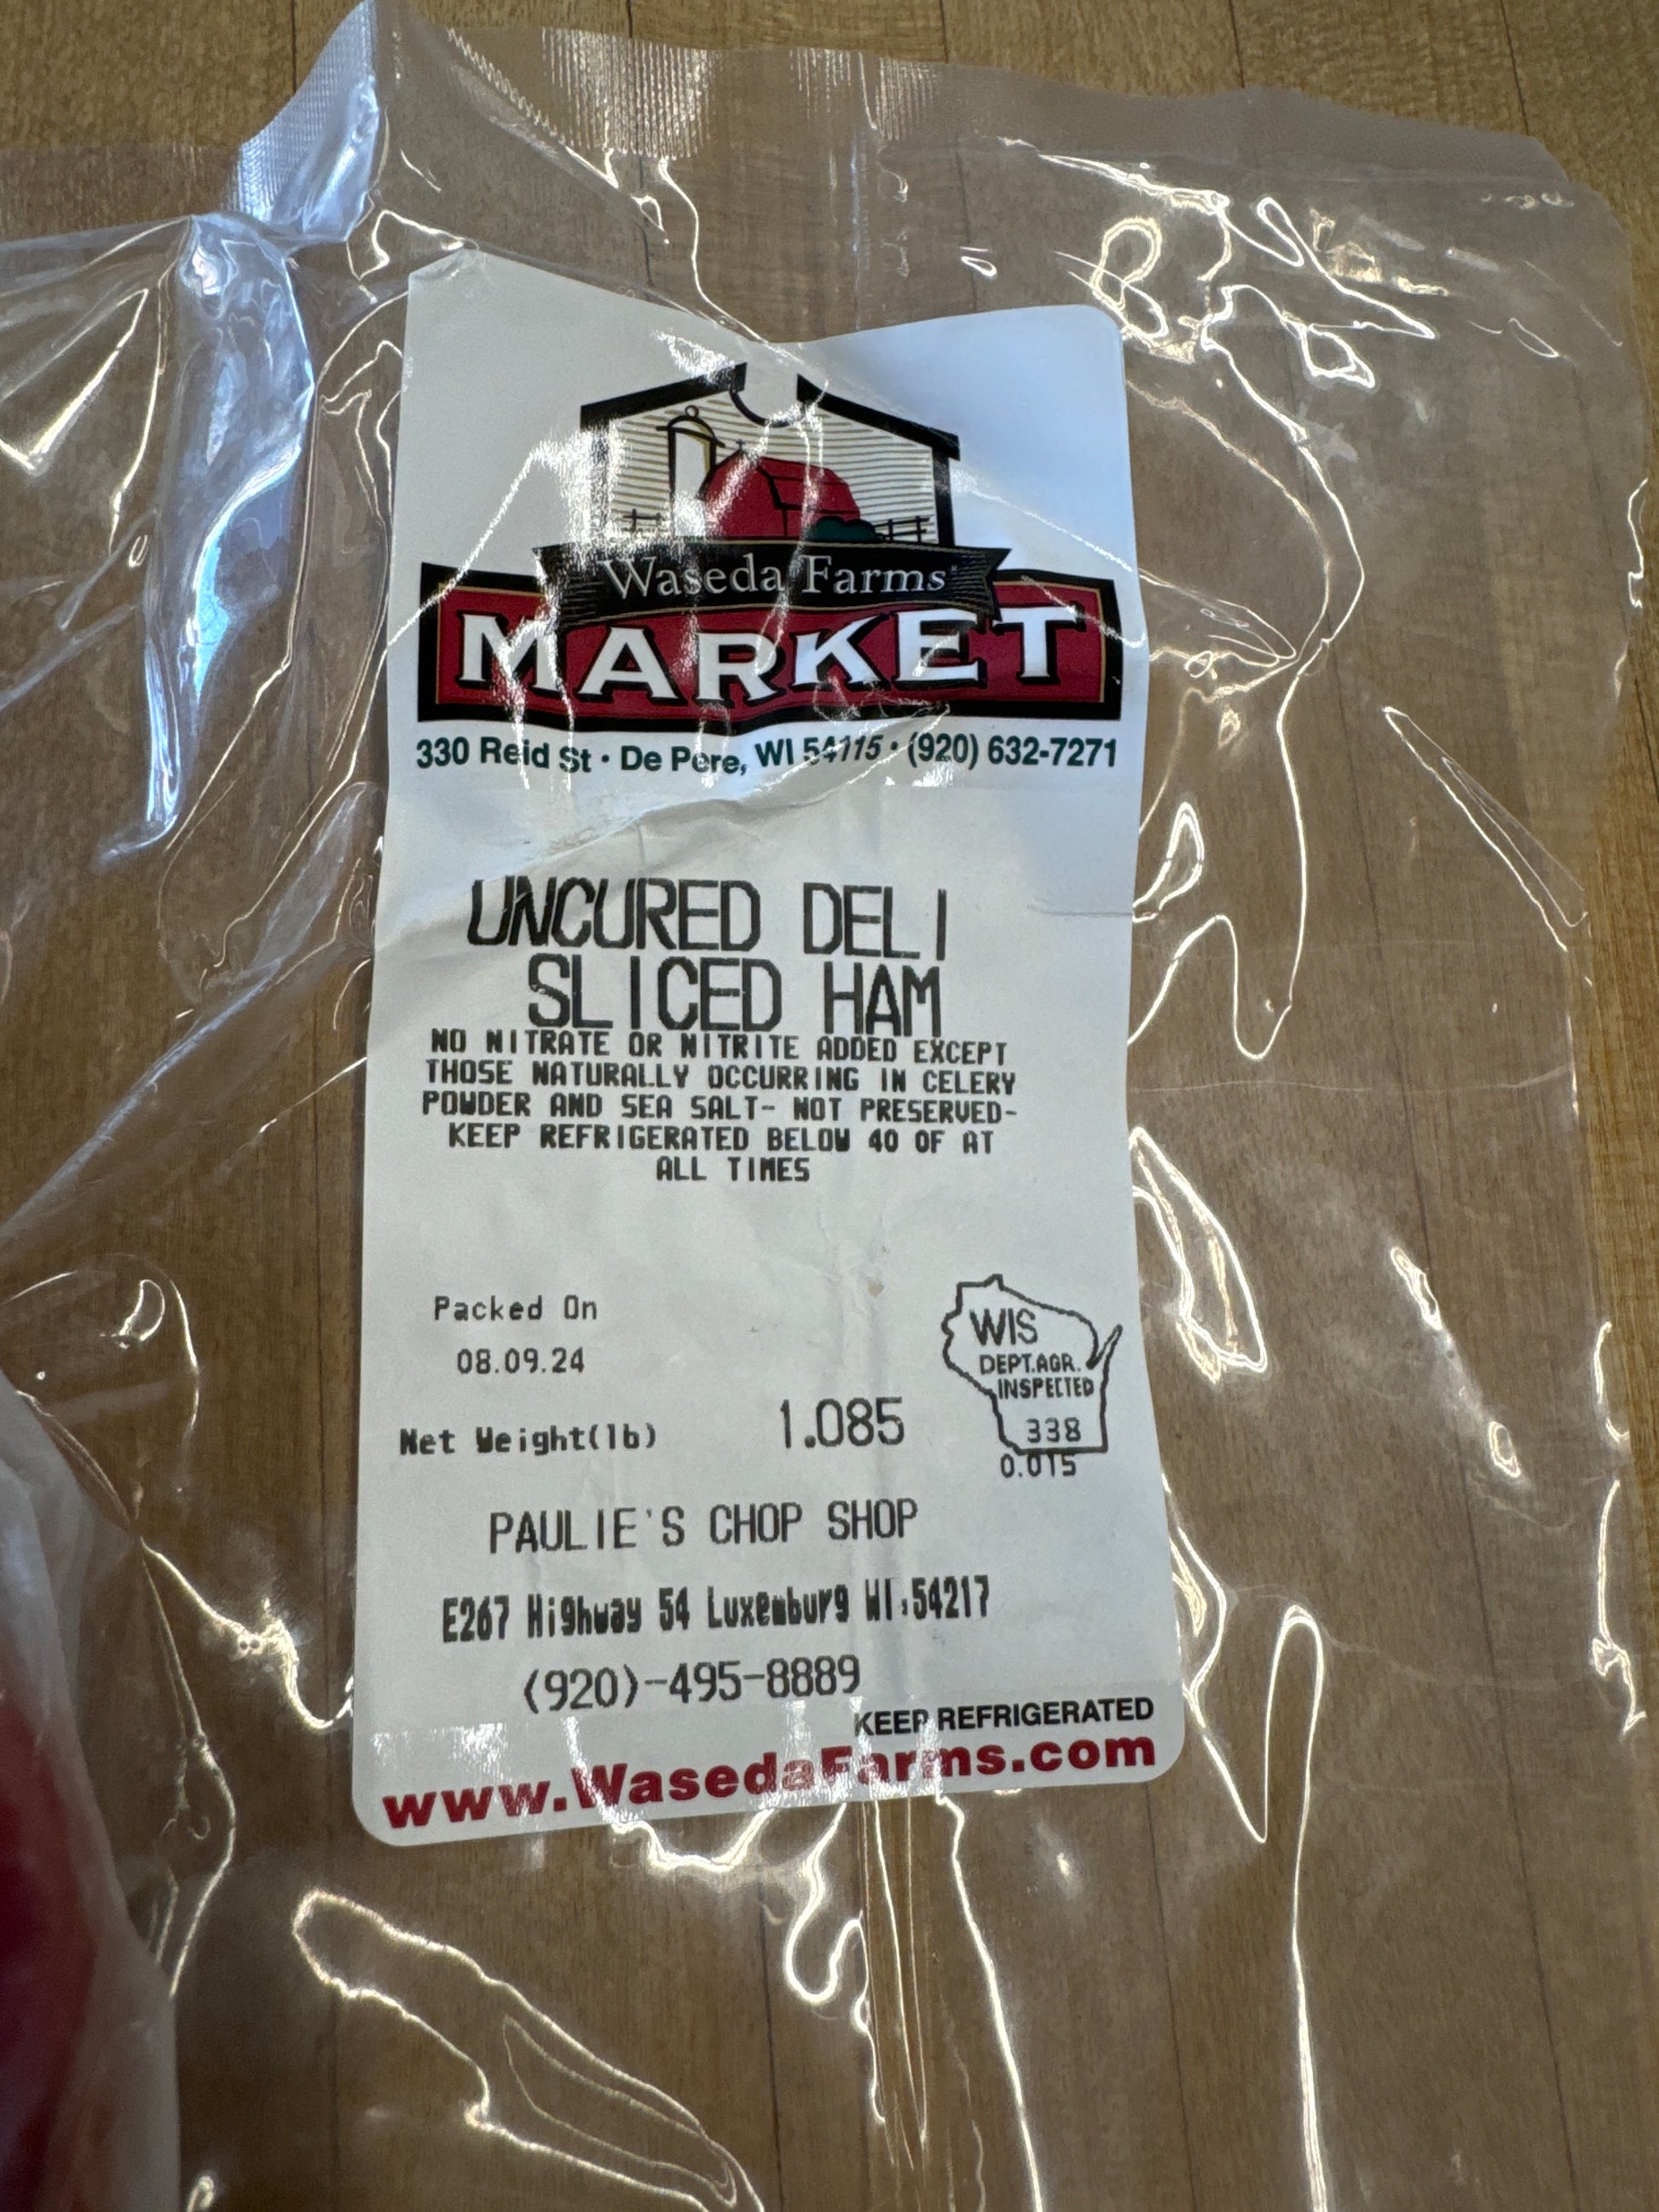 Waseda Farms
MARKET
330 Reid St • De Pere, WI 54115 • (920) 632-7271
UNCURED DELI
SLICED HAM
NO NITRATE OR NITRITE ADDED EXCEPT
THOSE NATURALLY OCCURRING IN CELERY
POWDER AND SEA SALT- NOT PRESERVED-
KEEP REFRIGERATED BELOW 40 OF AT
ALL TIMES
Packed On
08.09.24
Net Weight(lb) 1.085
WIS
DEPT.AGR.
INSPECTED
338
0.015
PAULIE'S CHOP SHOP
E267 Highway 54 Luxemburg WI,54217
(920)-495-8889
KEEP REFRIGERATED
www.WasedaFarms.com